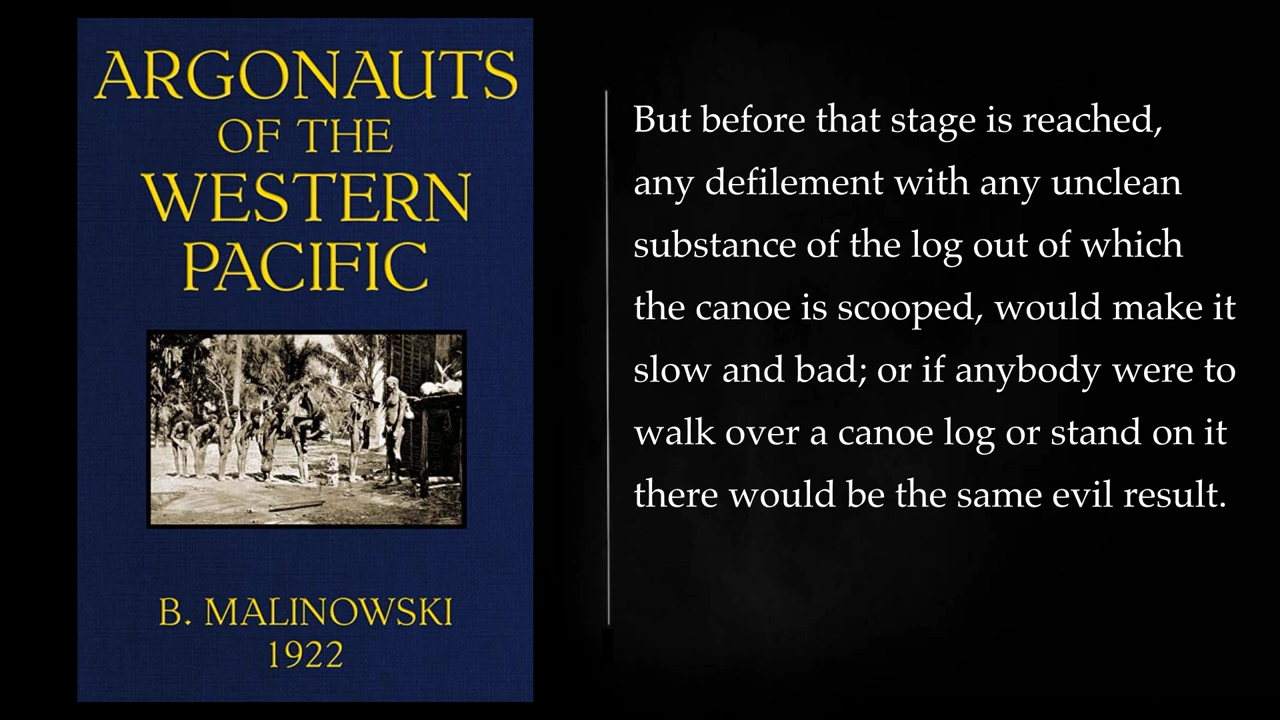 ARGONAUTS
OF THE
WESTERN
PACIFIC
B. MALINOWSKI
1922
But before that stage is reached,
any defilement with any unclean
substance of the log out of which
the canoe is scooped, would make it
slow and bad; or if anybody were to
walk over a canoe log or stand on it
there would be the same evil result.